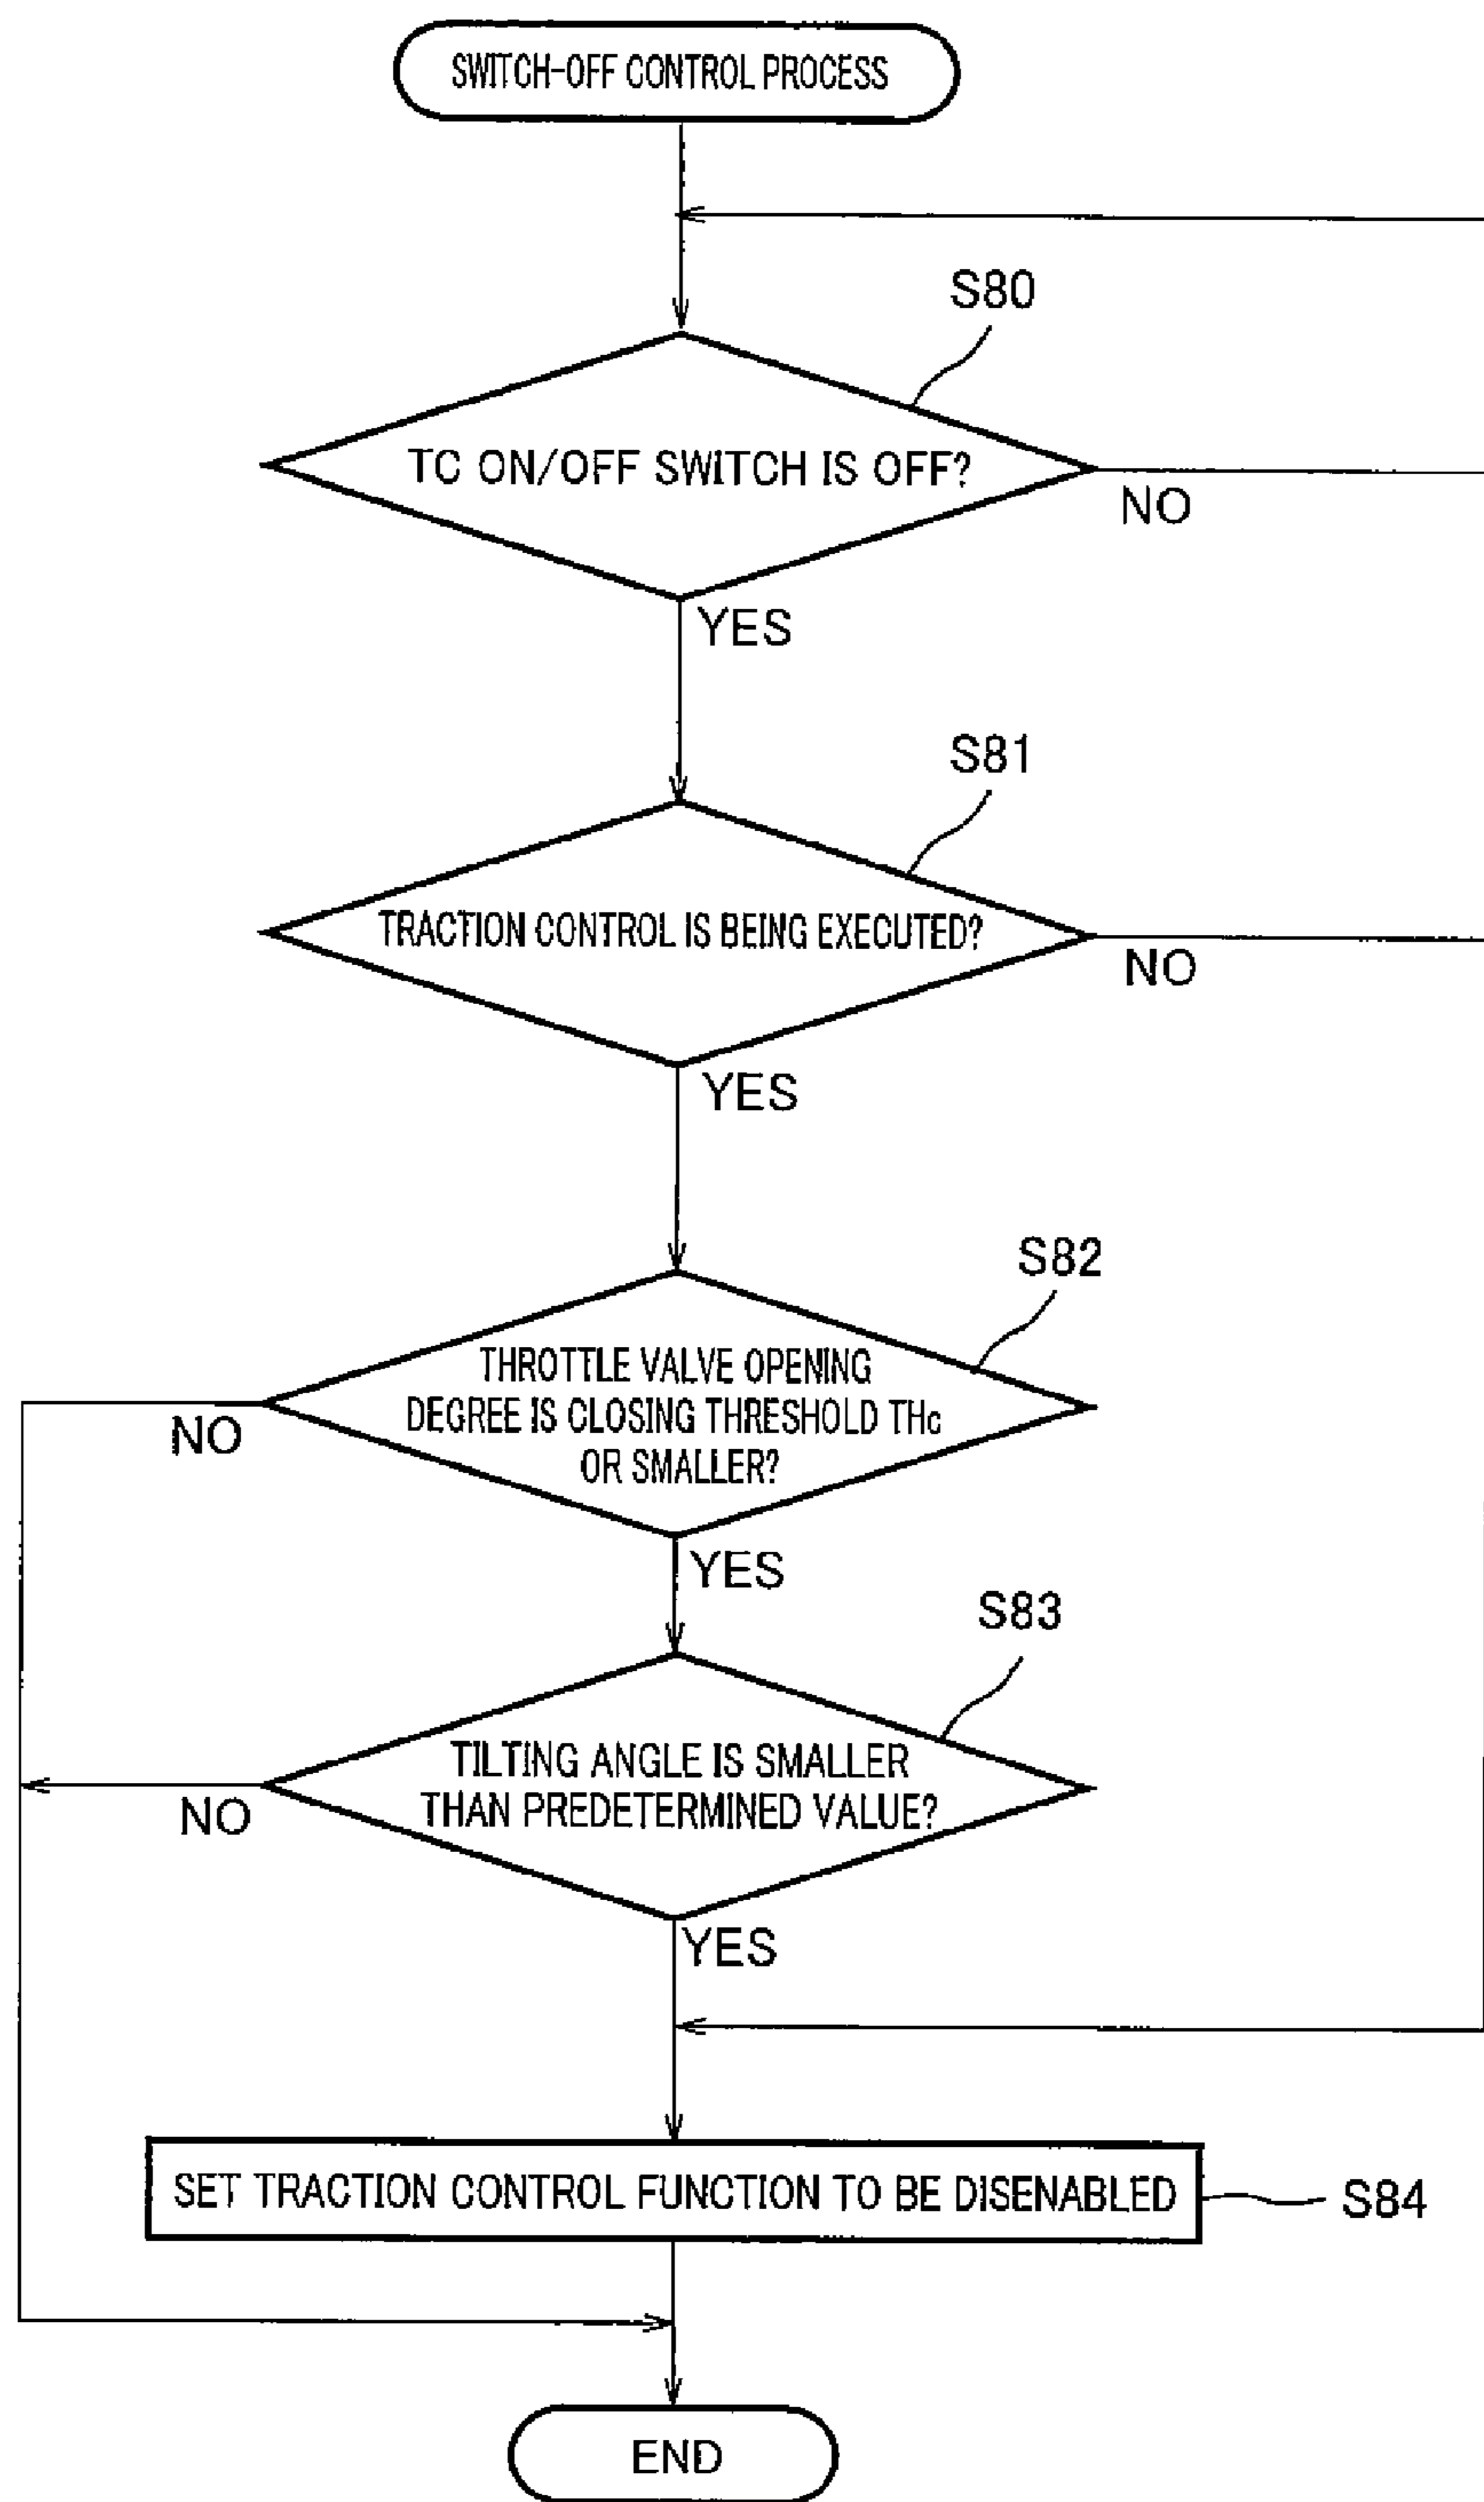 SWITCH-OFF CONTROL PROCESS
S80
TC ON/OFF SWITCH IS OFF?
NO
YES
S81
TRACTION CONTROL IS BEING EXECUTED?
NO
YES
S82
THROTTLE VALVE OPENING
DEGREE IS CLOSING THRESHOLD THc
OR SMALLER?
NO
YES
S83
TILTING ANGLE IS SMALLER
THAN PREDETERMINED VALUE?
NO
YES
SET TRACTION CONTROL FUNCTION TO BE DISENABLED
S84
END